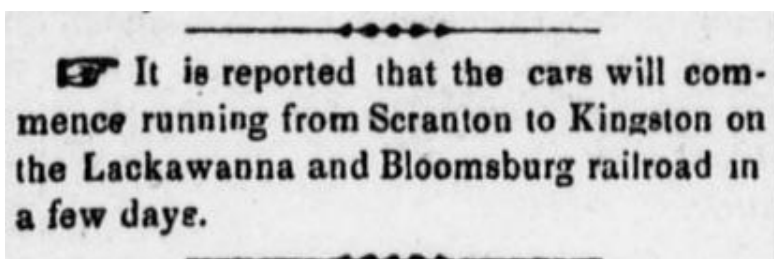 ☞ It is reported that the cars will com-
mence running from Scranton to Kingston on
the Lackawanna and Bloomsburg railroad in
a few days.